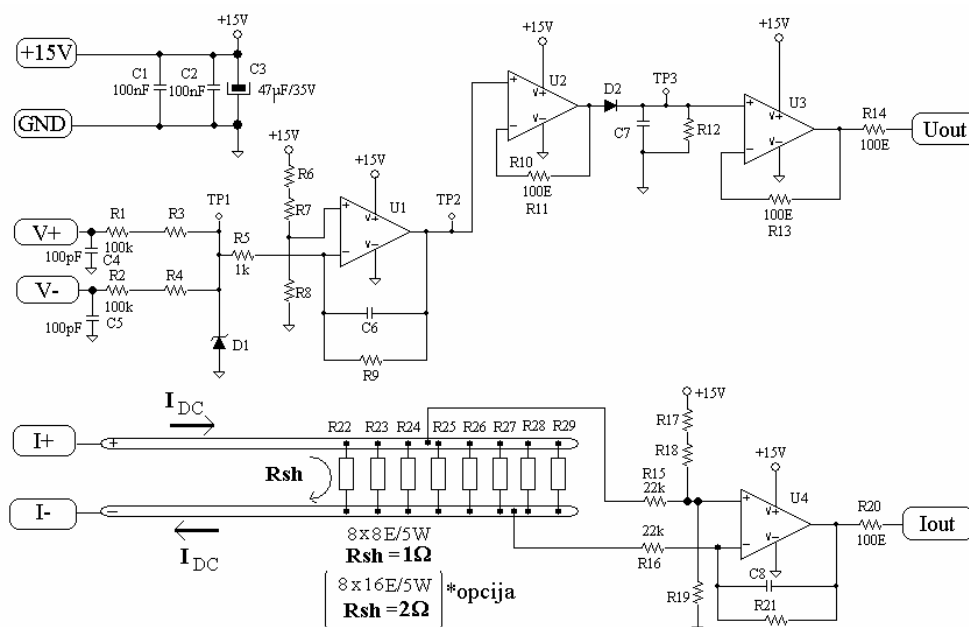 +15V
GND
C1
100nF
C2
100nF
+15V
C3
47µF/35V
V+
V-
100pF
C4
R1
100k
R3
R2
100k
R4
100pF
C5
TP1
D1
R5
1k
+15V
R6
R7
R8
+15V
U1
+
−
V+
V−
C6
R9
TP2
+15V
U2
+
−
V+
V−
R10
100E
R11
D2
TP3
C7
R12
+15V
U3
+
−
V+
V−
100E
R13
R14
100E
Uout
I+
I-
I DC
+
−
R22 R23 R24 R25 R26 R27 R28 R29
Rsh
I DC
8x8E/5W
Rsh =1Ω
8x16E/5W
Rsh =2Ω
*opcija
+15V
R17
R18
R15
22k
22k
R16
R19
+15V
U4
+
−
V+
V−
C8
R21
R20
100E
Iout